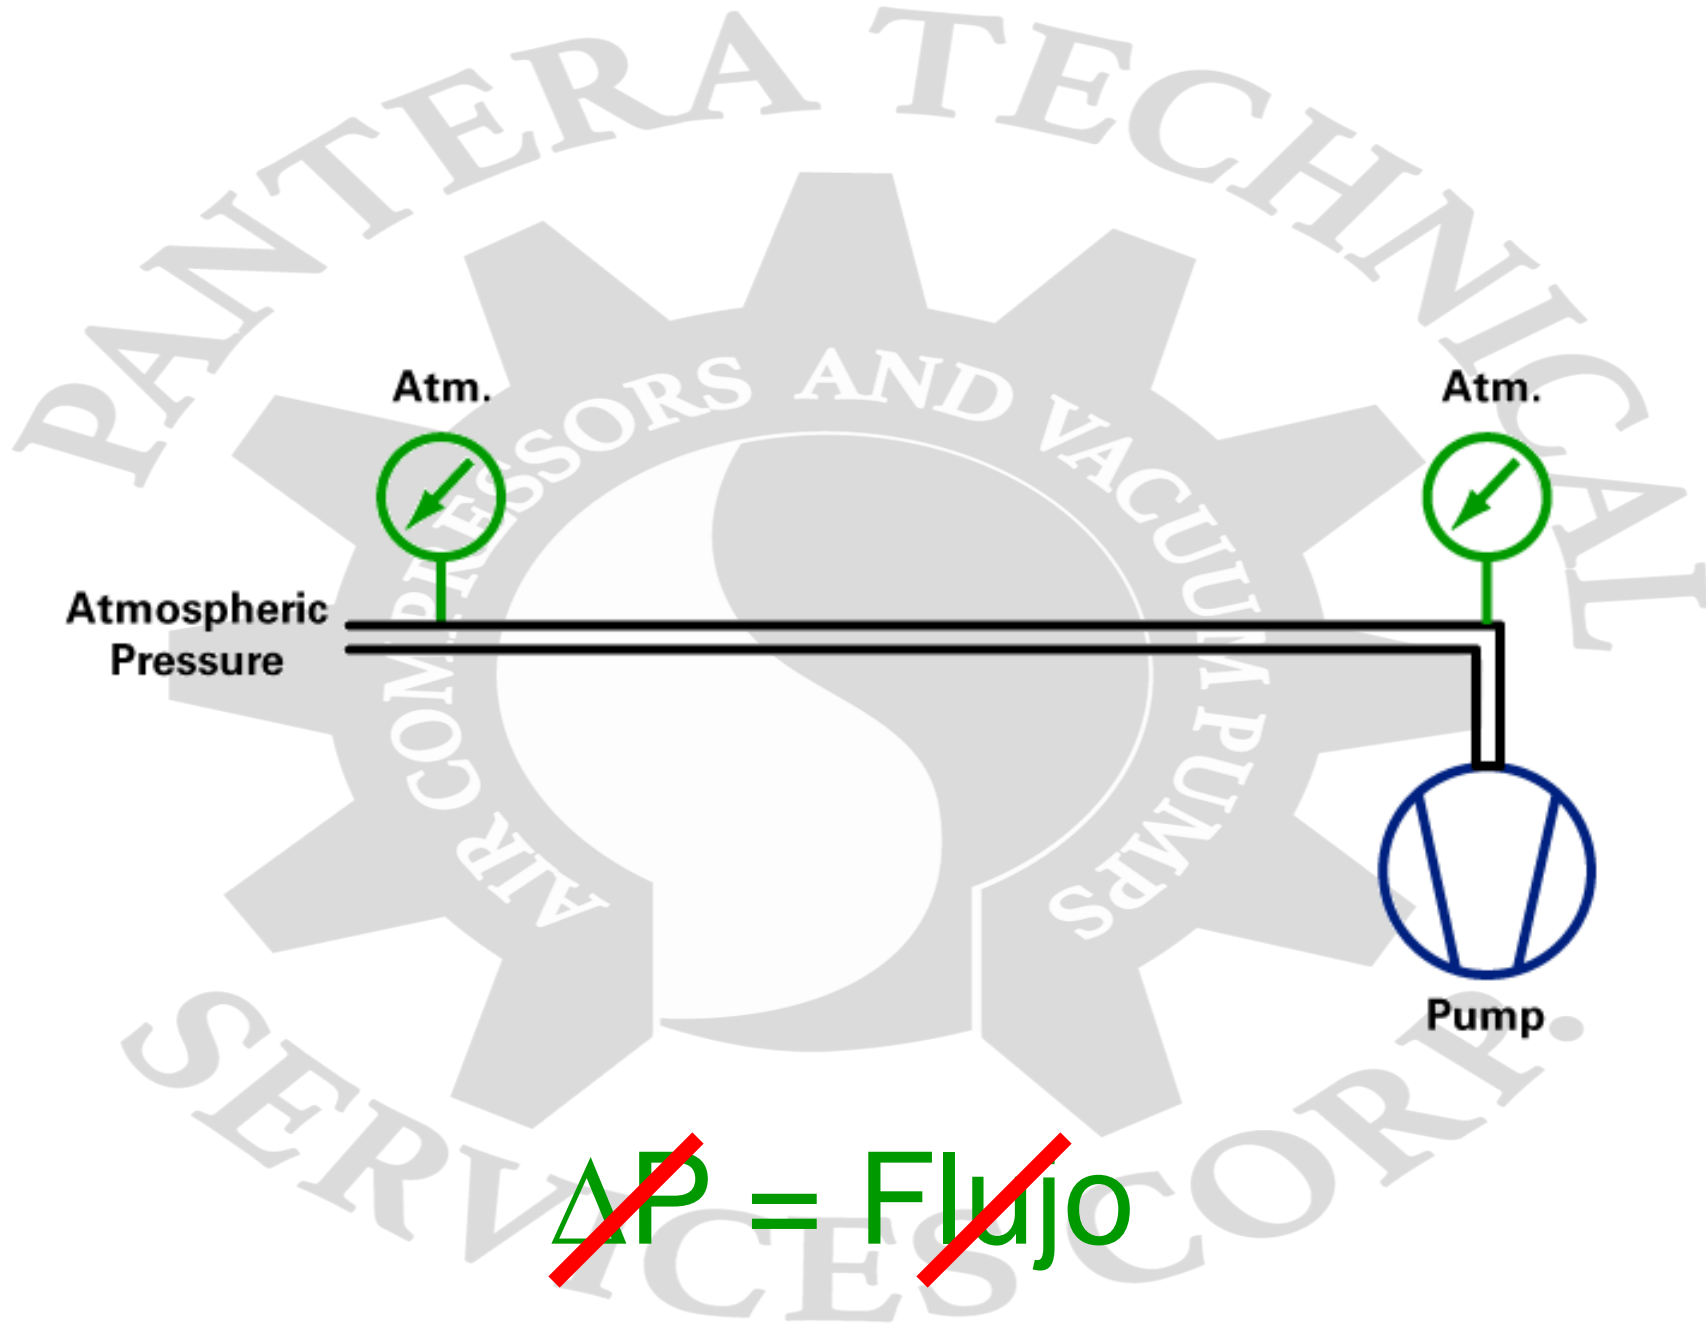 PANTERA TECHNICAL
AIR COMPRESSORS AND VACUUM PUMPS
Atm.
Atm.
Atmospheric
Pressure
Pump
SERVICES CORP.
ΔP = Flujo